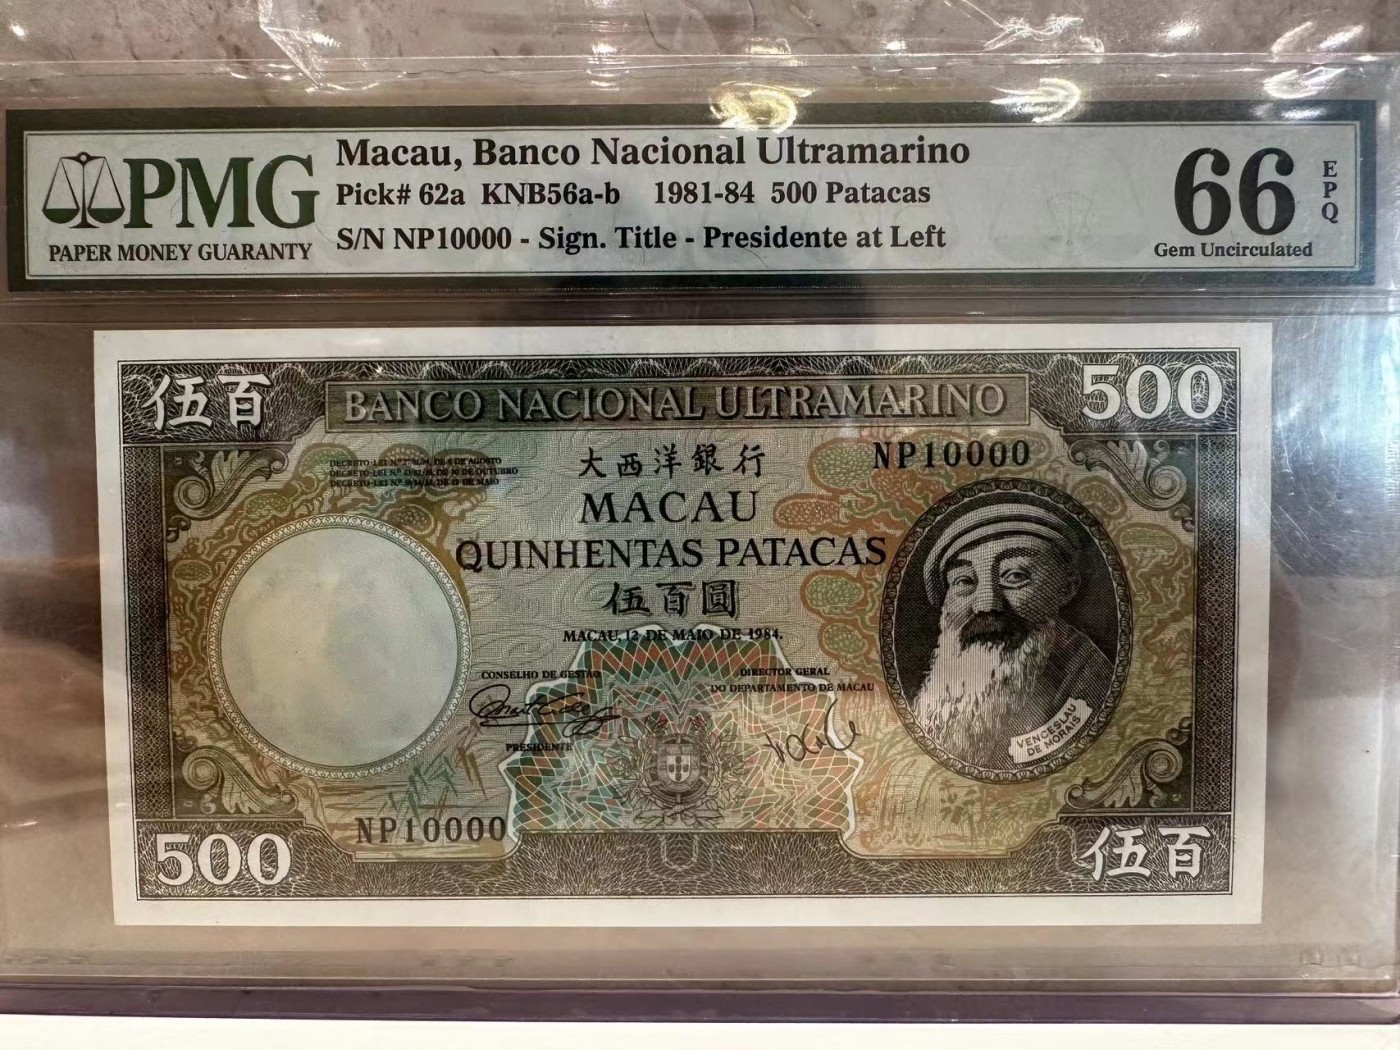 PMG
PAPER MONEY GUARANTY
Macau, Banco Nacional Ultramarino
Pick# 62a KNB56a-b 1981-84 500 Patacas
S/N NP10000 - Sign. Title - Presidente at Left
66
EPQ
Gem Uncirculated
伍百
BANCO NACIONAL ULTRAMARINO
500
大西洋銀行
NP10000
MACAU
QUINHENTAS PATACAS
伍百圓
MACAU, 12 DE MAIO DE 1984.
CONSELHO DE GESTÃO
DIRECTOR GERAL
DO DEPARTAMENTO DE MACAU
PRESIDENTE
VENCESLAU
DE MORAIS
NP10000
500
伍百